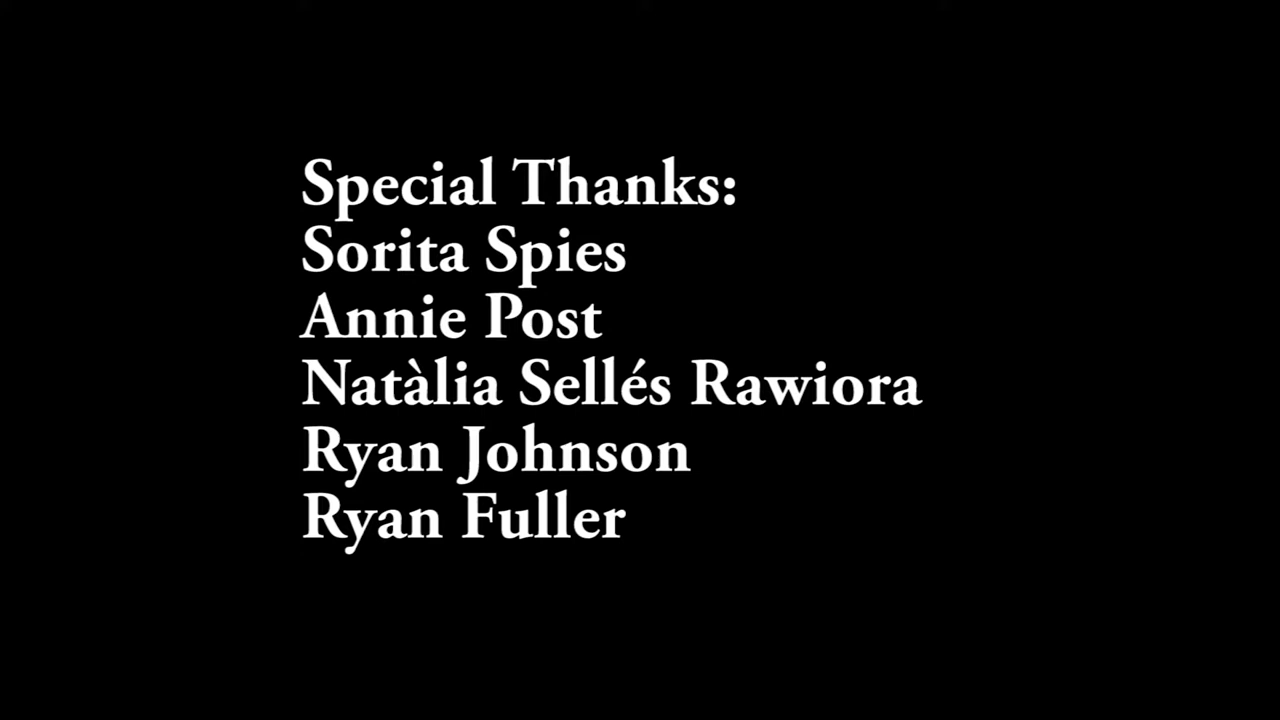 Special Thanks:
Sorita Spies
Annie Post
Natàlia Sellés Rawiora
Ryan Johnson
Ryan Fuller